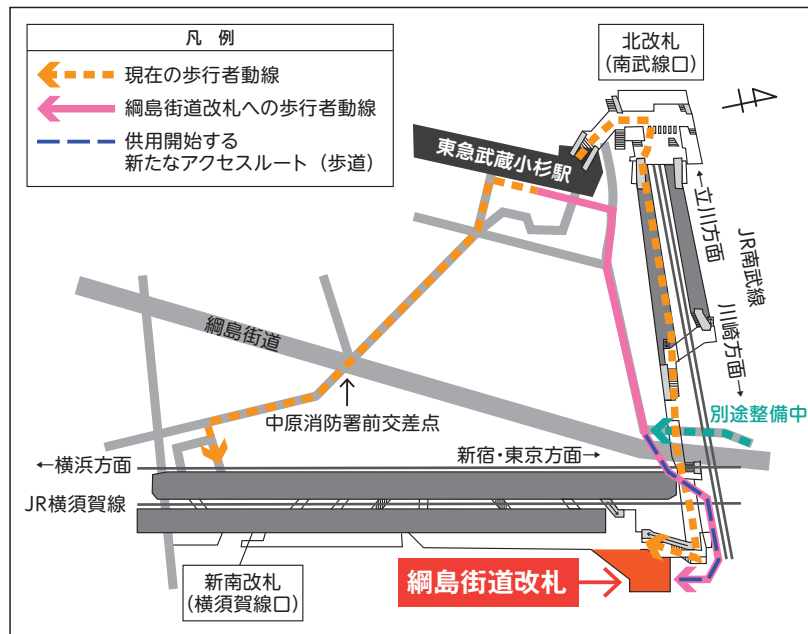 凡 例
現在の歩行者動線
綱島街道改札への歩行者動線
供用開始する
新たなアクセスルート（歩道）
北改札
(南武線口)
東急武蔵小杉駅
←立川方面
JR南武線
川崎方面→
綱島街道
中原消防署前交差点
別途整備中
←横浜方面
新宿・東京方面→
JR横須賀線
新南改札
(横須賀線口)
綱島街道改札